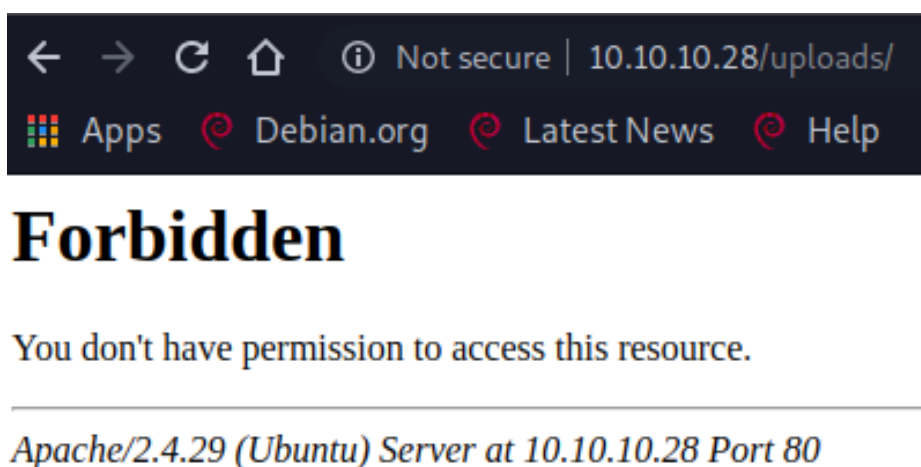 Not secure | 10.10.10.28/uploads/
Apps Debian.org Latest News Help
Forbidden
You don't have permission to access this resource.
Apache/2.4.29 (Ubuntu) Server at 10.10.10.28 Port 80